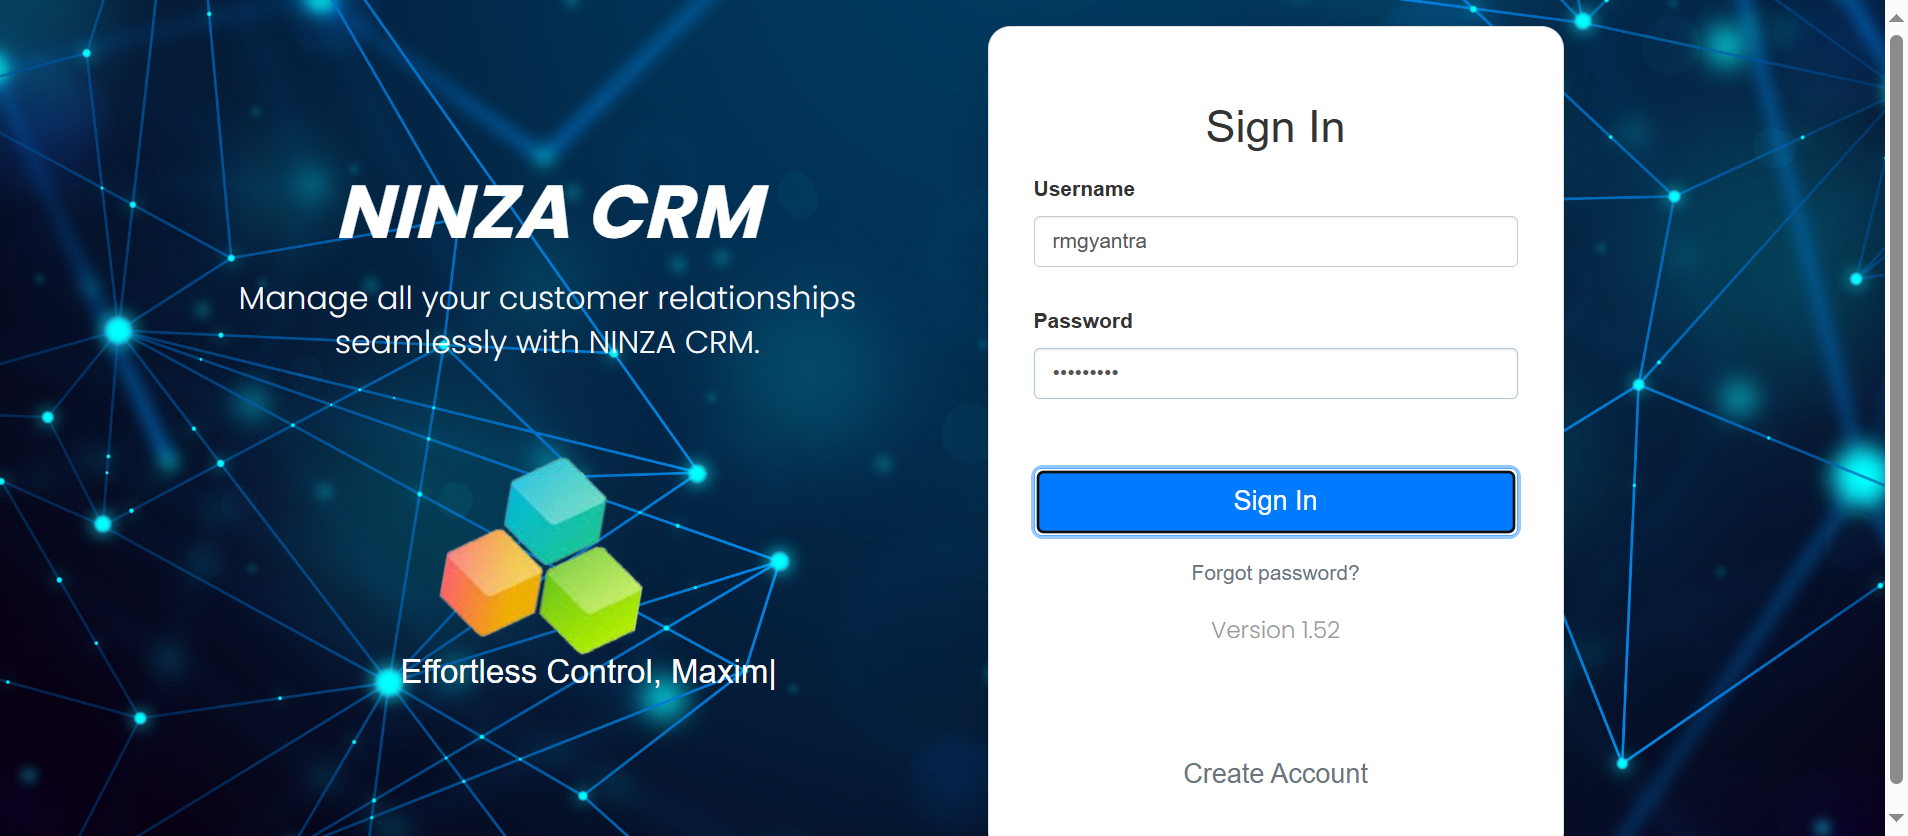 NINZA CRM
Manage all your customer relationships
seamlessly with NINZA CRM.
Effortless Control, Maxim|
Sign In
Username
rmgyantra
Password
•••••••••
Sign In
Forgot password?
Version 1.52
Create Account